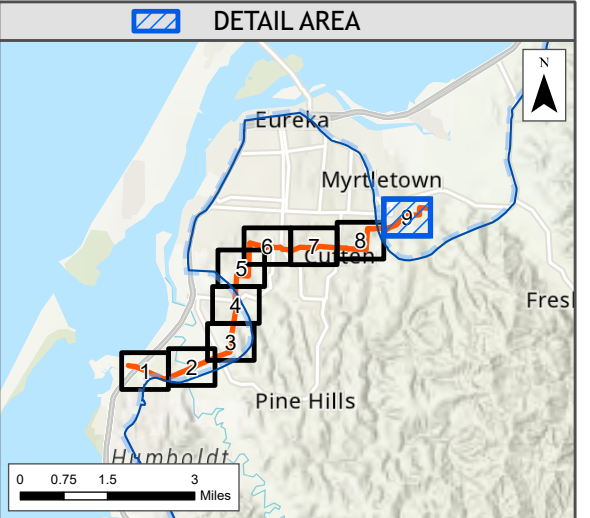 DETAIL AREA
N
Eureka
Myrtletown
9
8
6
7
Cutten
5
4
3
1
2
Fresh
Pine Hills
Humboldt
0 0.75 1.5 3
Miles